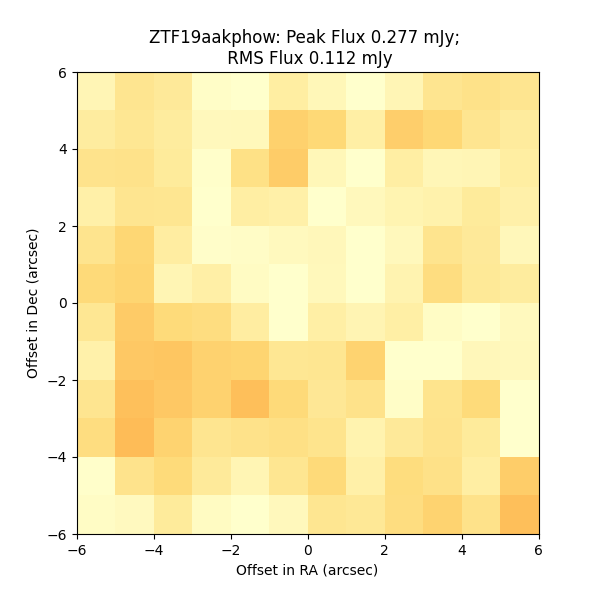 ZTF19aakphow: Peak Flux 0.277 mJy;
RMS Flux 0.112 mJy
6
4
2
0
−2
−4
−6
Offset in Dec (arcsec)
−6 −4 −2 0 2 4 6
Offset in RA (arcsec)